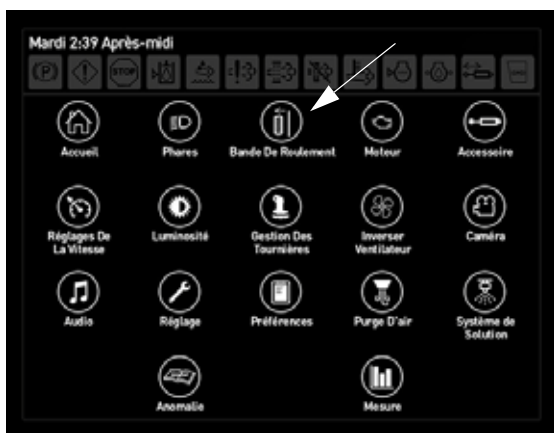 Mardi 2:39 Après-midi
STOP
Accueil
Phares
Bande De Roulement
Moteur
Accessoire
Réglages De
La Vitesse
Luminosité
Gestion Des
Tournières
Inverser
Ventilateur
Caméra
Audio
Réglage
Préférences
Purge D'air
Système de
Solution
Anomalie
Mesure